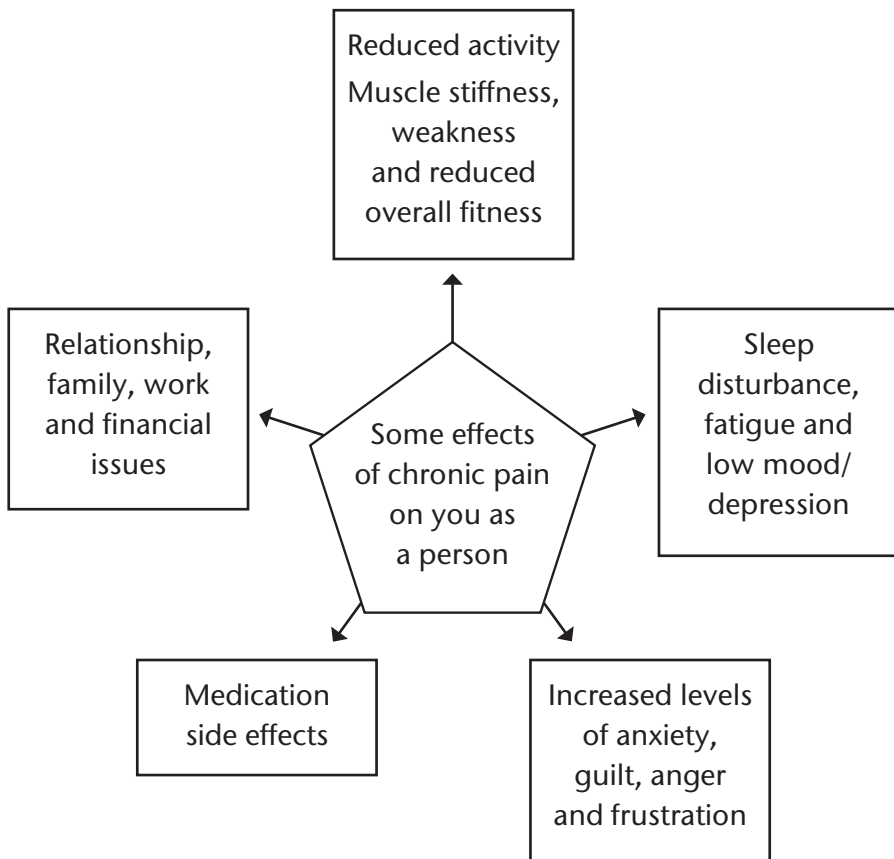 Reduced activity
Muscle stiffness,
weakness
and reduced
overall fitness
Relationship,
family, work
and financial
issues
Some effects
of chronic pain
on you as
a person
Sleep
disturbance,
fatigue and
low mood/
depression
Medication
side effects
Increased levels
of anxiety,
guilt, anger
and frustration